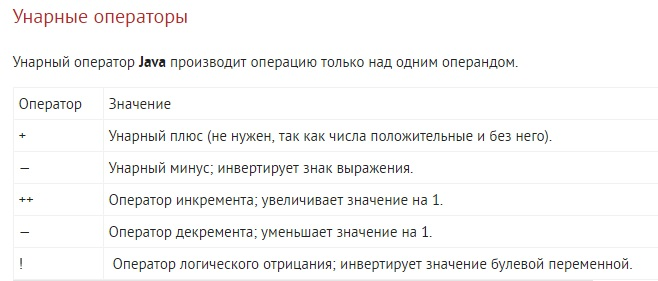 Унарные операторы
Унарный оператор Java производит операцию только над одним операндом.
Оператор Значение
+ Унарный плюс (не нужен, так как числа положительные и без него).
— Унарный минус; инвертирует знак выражения.
++ Оператор инкремента; увеличивает значение на 1.
— Оператор декремента; уменьшает значение на 1.
! Оператор логического отрицания; инвертирует значение булевой переменной.